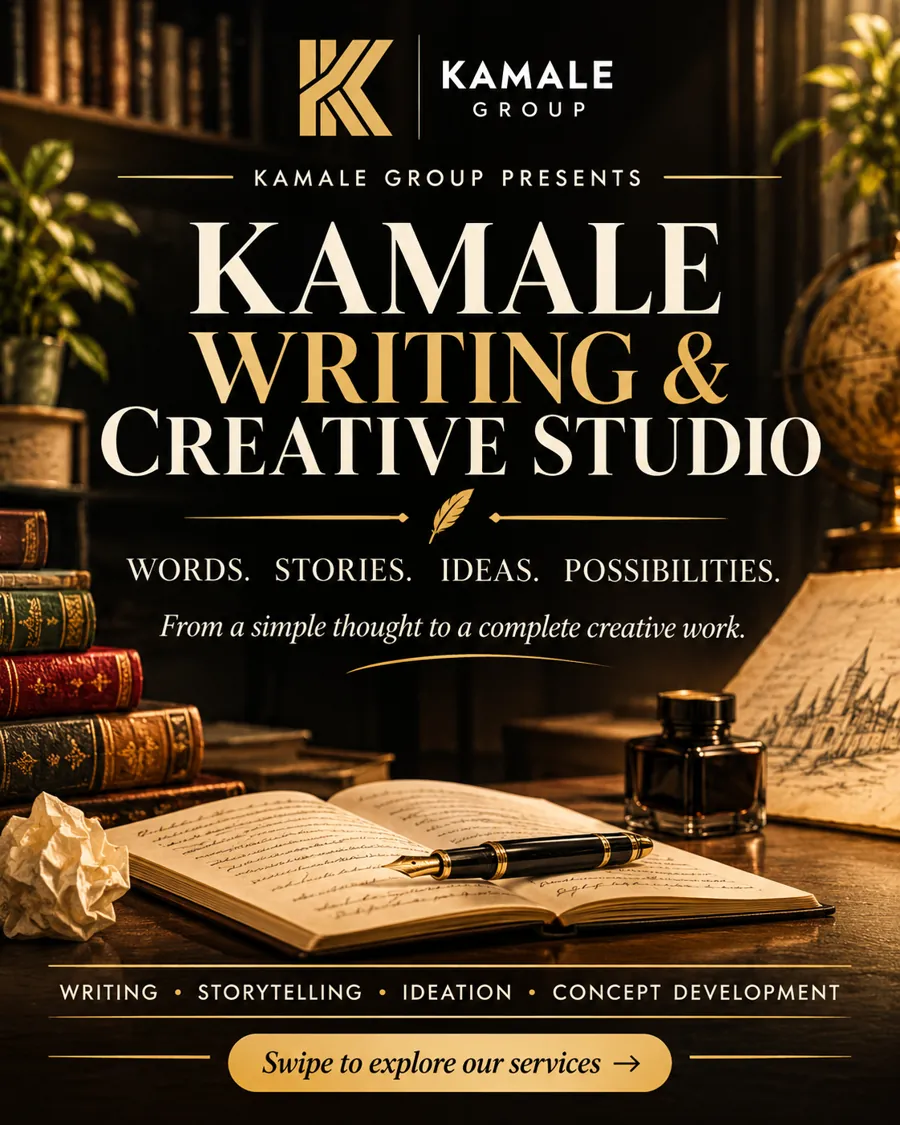 KAMALE
GROUP
KAMALE GROUP PRESENTS
KAMALE
WRITING &
CREATIVE STUDIO
WORDS. STORIES. IDEAS. POSSIBILITIES.
From a simple thought to a complete creative work.
WRITING • STORYTELLING • IDEATION • CONCEPT DEVELOPMENT
Swipe to explore our services →